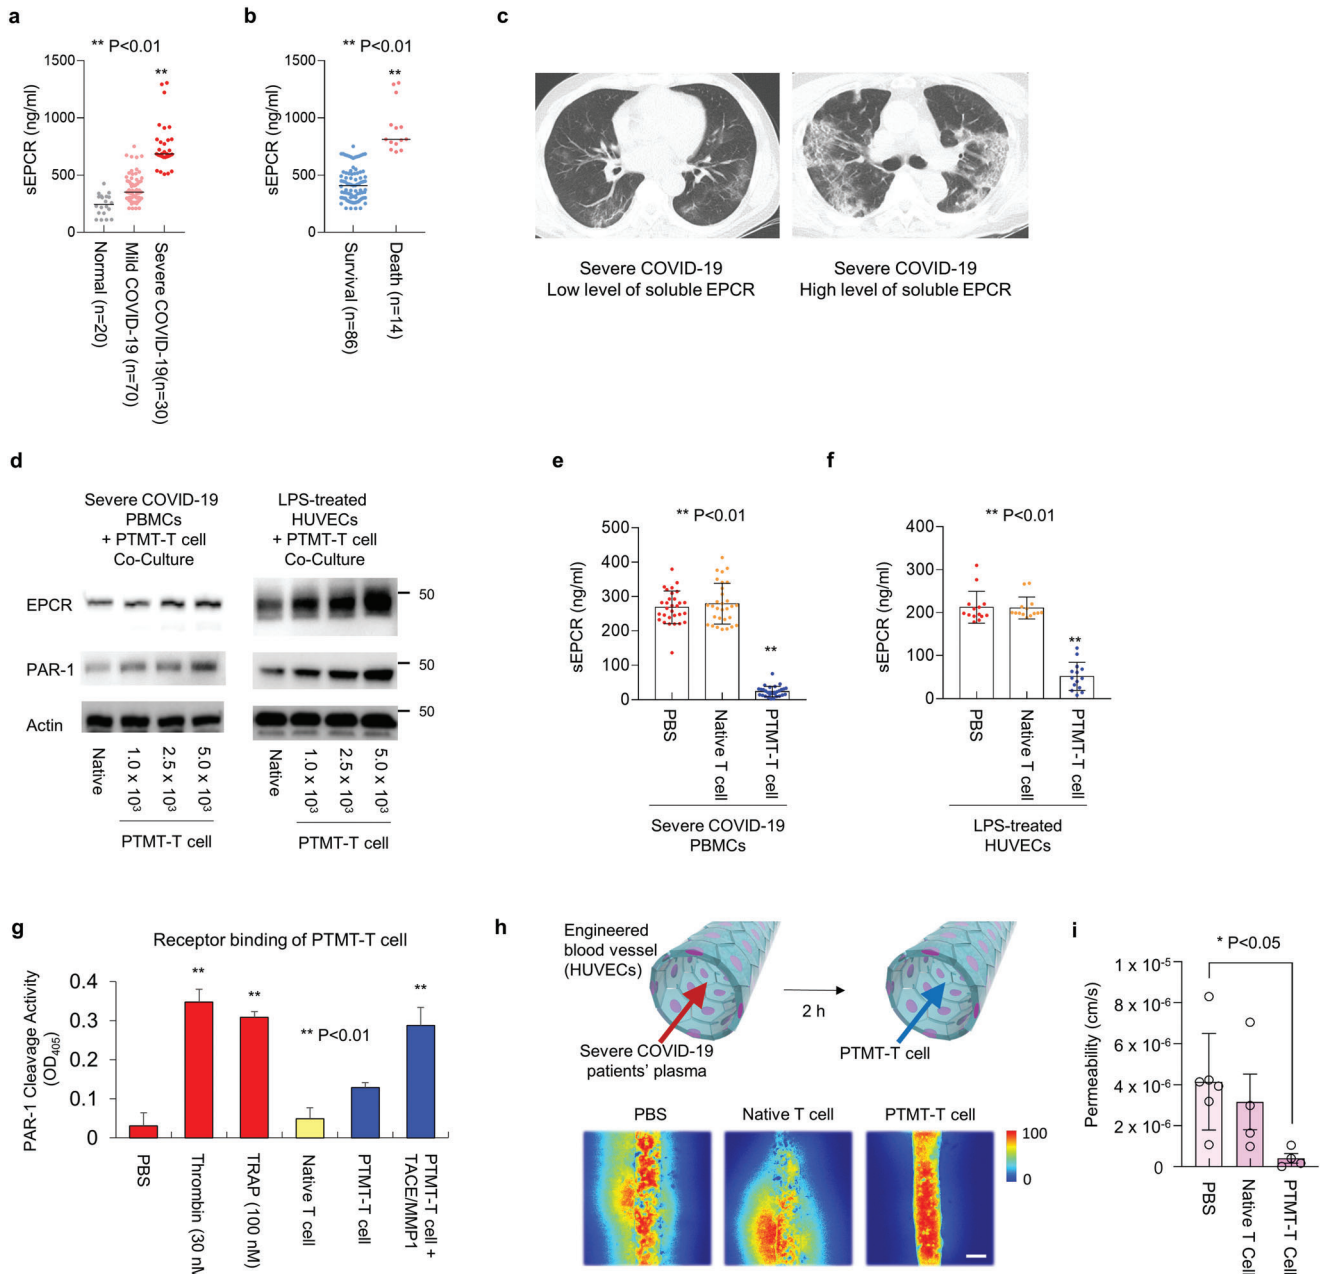 a
** P<0.01
sEPCR (ng/ml)
1500
1000
500
0
**
Normal (n=20)
Mild COVID-19 (n=70)
Severe COVID-19(n=30)
b
** P<0.01
sEPCR (ng/ml)
1500
1000
500
0
**
Survival (n=86)
Death (n=14)
c
Severe COVID-19
Low level of soluble EPCR
Severe COVID-19
High level of soluble EPCR
d
Severe COVID-19
PBMCs
+ PTMT-T cell
Co-Culture
LPS-treated
HUVECs
+ PTMT-T cell
Co-Culture
EPCR
50
PAR-1
50
Actin
50
Native
1.0 x 10³
2.5 x 10³
5.0 x 10³
PTMT-T cell
Native
1.0 x 10³
2.5 x 10³
5.0 x 10³
PTMT-T cell
e
** P<0.01
sEPCR (ng/ml)
500
400
300
200
100
0
**
PBS
Native T cell
PTMT-T cell
Severe COVID-19
PBMCs
f
** P<0.01
sEPCR (ng/ml)
400
300
200
100
0
**
PBS
Native T cell
PTMT-T cell
LPS-treated
HUVECs
g
Receptor binding of PTMT-T cell
PAR-1 Cleavage Activity
(OD₄₀₅)
0.4
0.3
0.2
0.1
0
**
**
** P<0.01
**
PBS
Thrombin (30 nM
TRAP (100 nM)
Native T cell
PTMT-T cell
PTMT-T cell +
TACE/MMP1
h
Engineered
blood vessel
(HUVECs)
2 h
Severe COVID-19
patients' plasma
PTMT-T cell
PBS
Native T cell
PTMT-T cell
100
0
i
* P<0.05
Permeability (cm/s)
1 x 10⁻⁵
8 x 10⁻⁶
6 x 10⁻⁶
4 x 10⁻⁶
2 x 10⁻⁶
0
PBS
Native T Cell
PTMT-T Cell